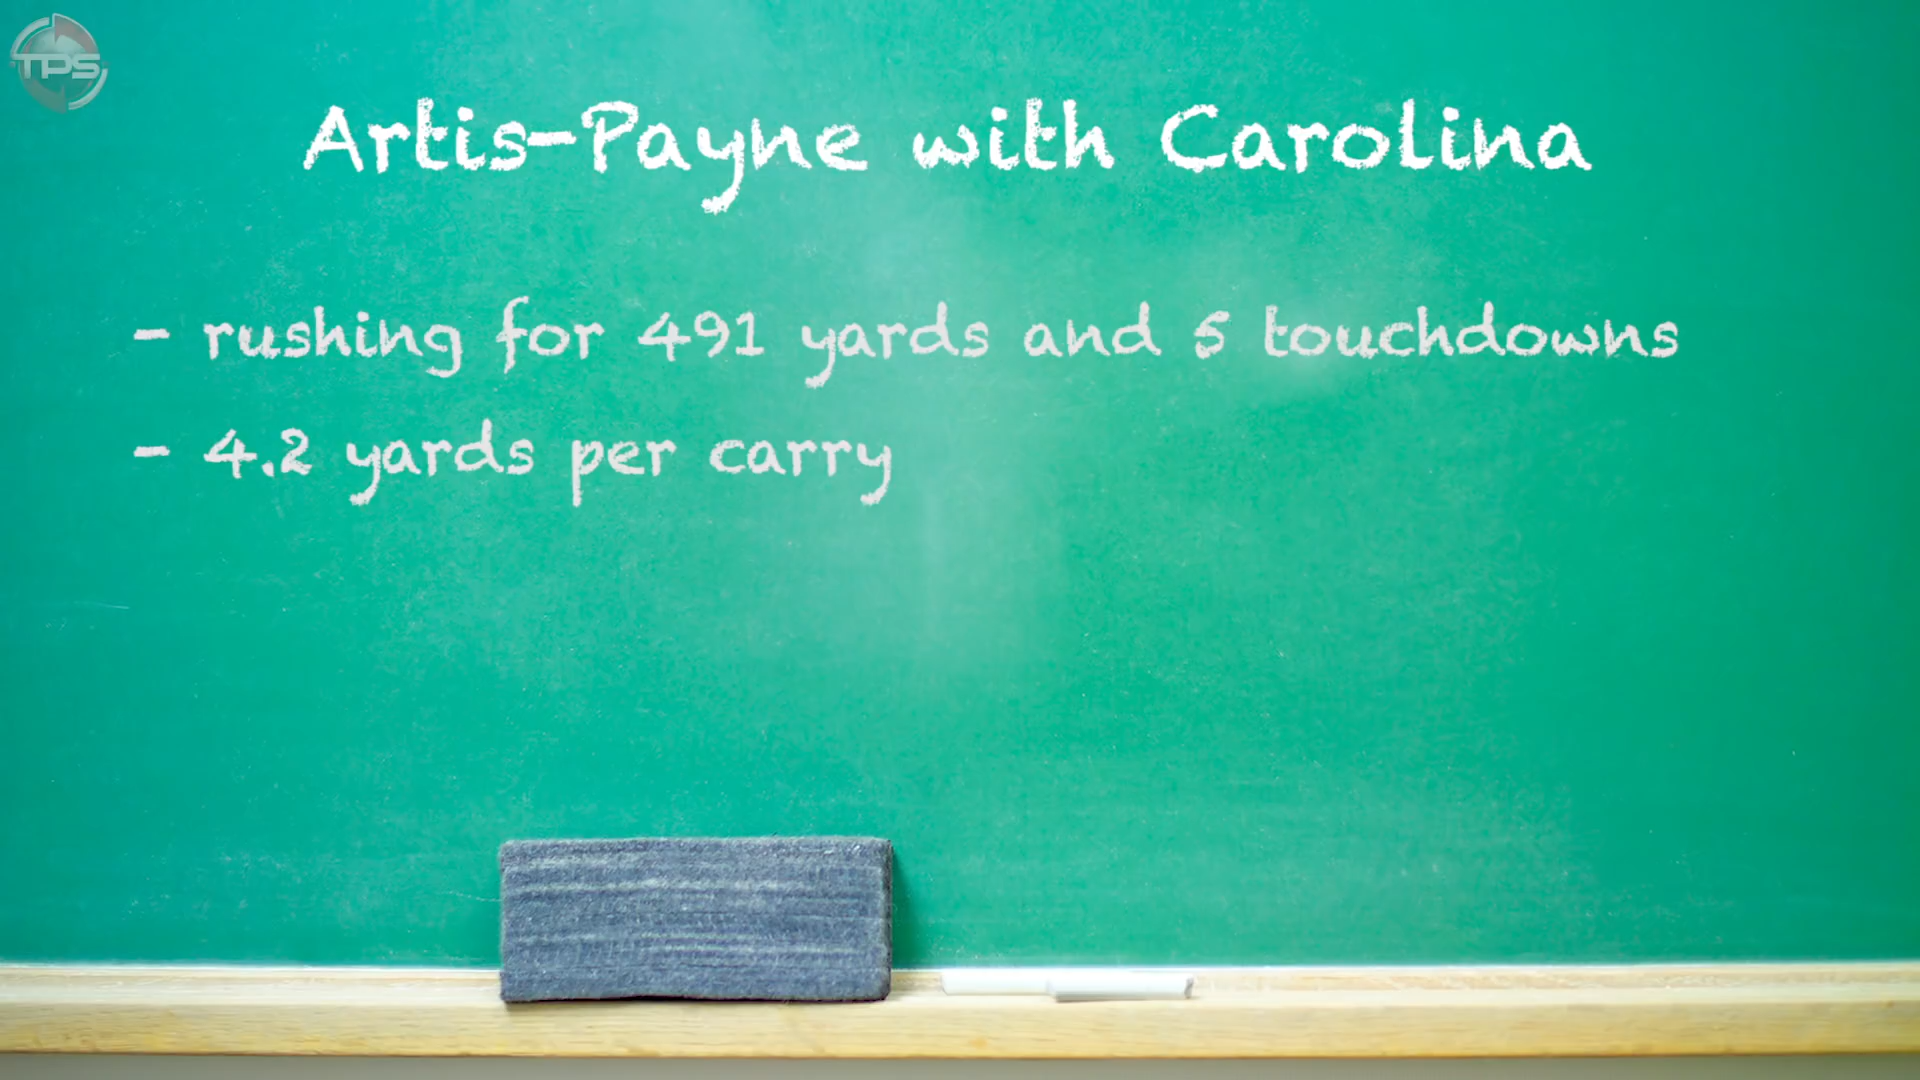 TPS
Artis-Payne with Carolina
- rushing for 491 yards and 5 touchdowns
- 4.2 yards per carry